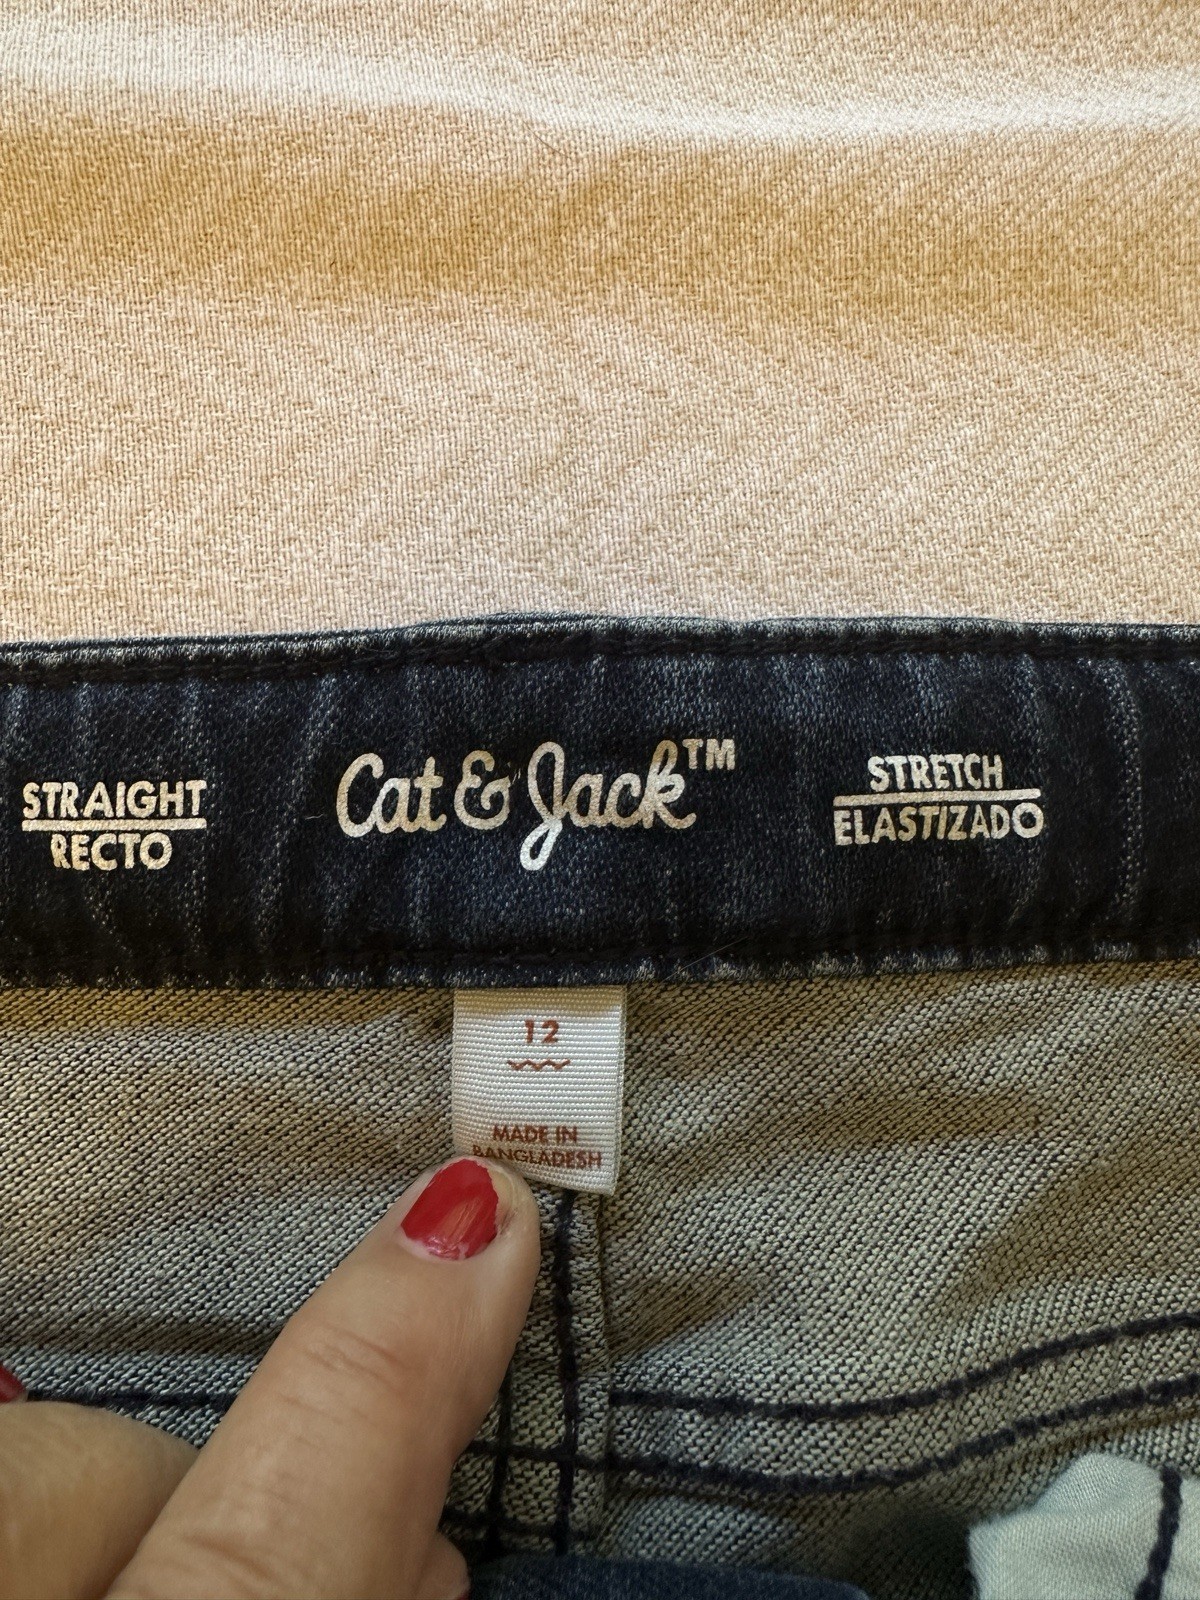 STRAIGHT
RECTO
Cat & Jack™
STRETCH
ELASTIZADO
12
MADE IN
BANGLADESH